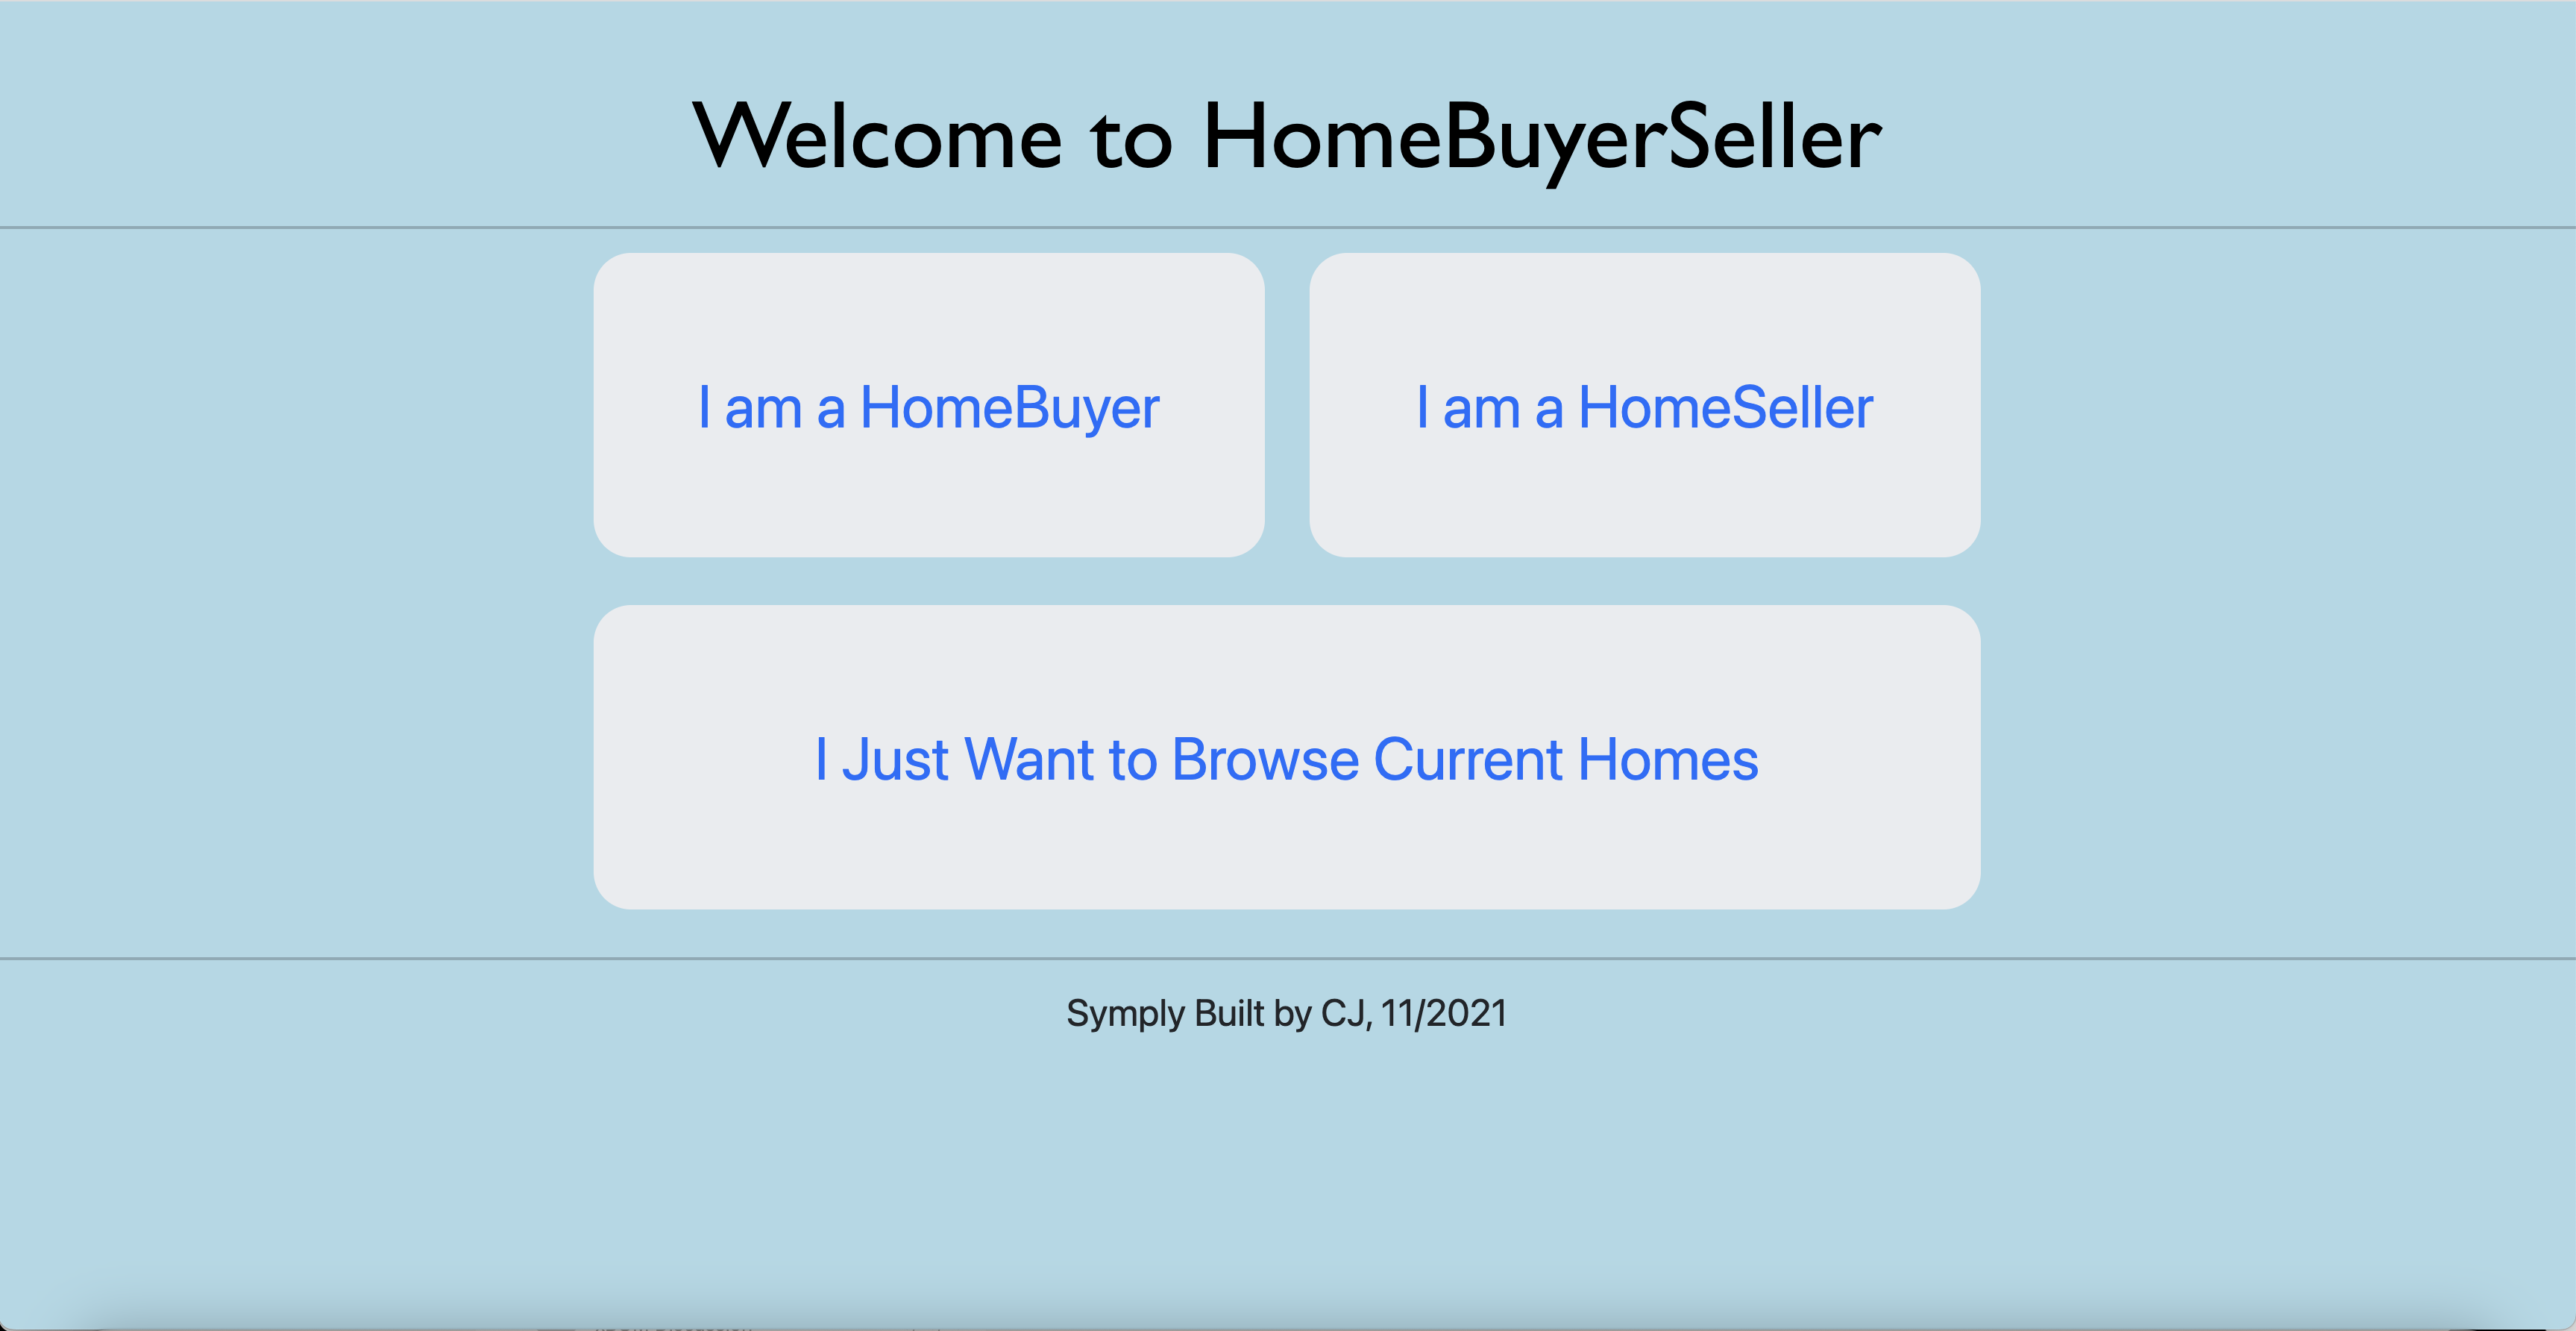 Welcome to HomeBuyerSeller
I am a HomeBuyer
I am a HomeSeller
I Just Want to Browse Current Homes
Symply Built by CJ, 11/2021